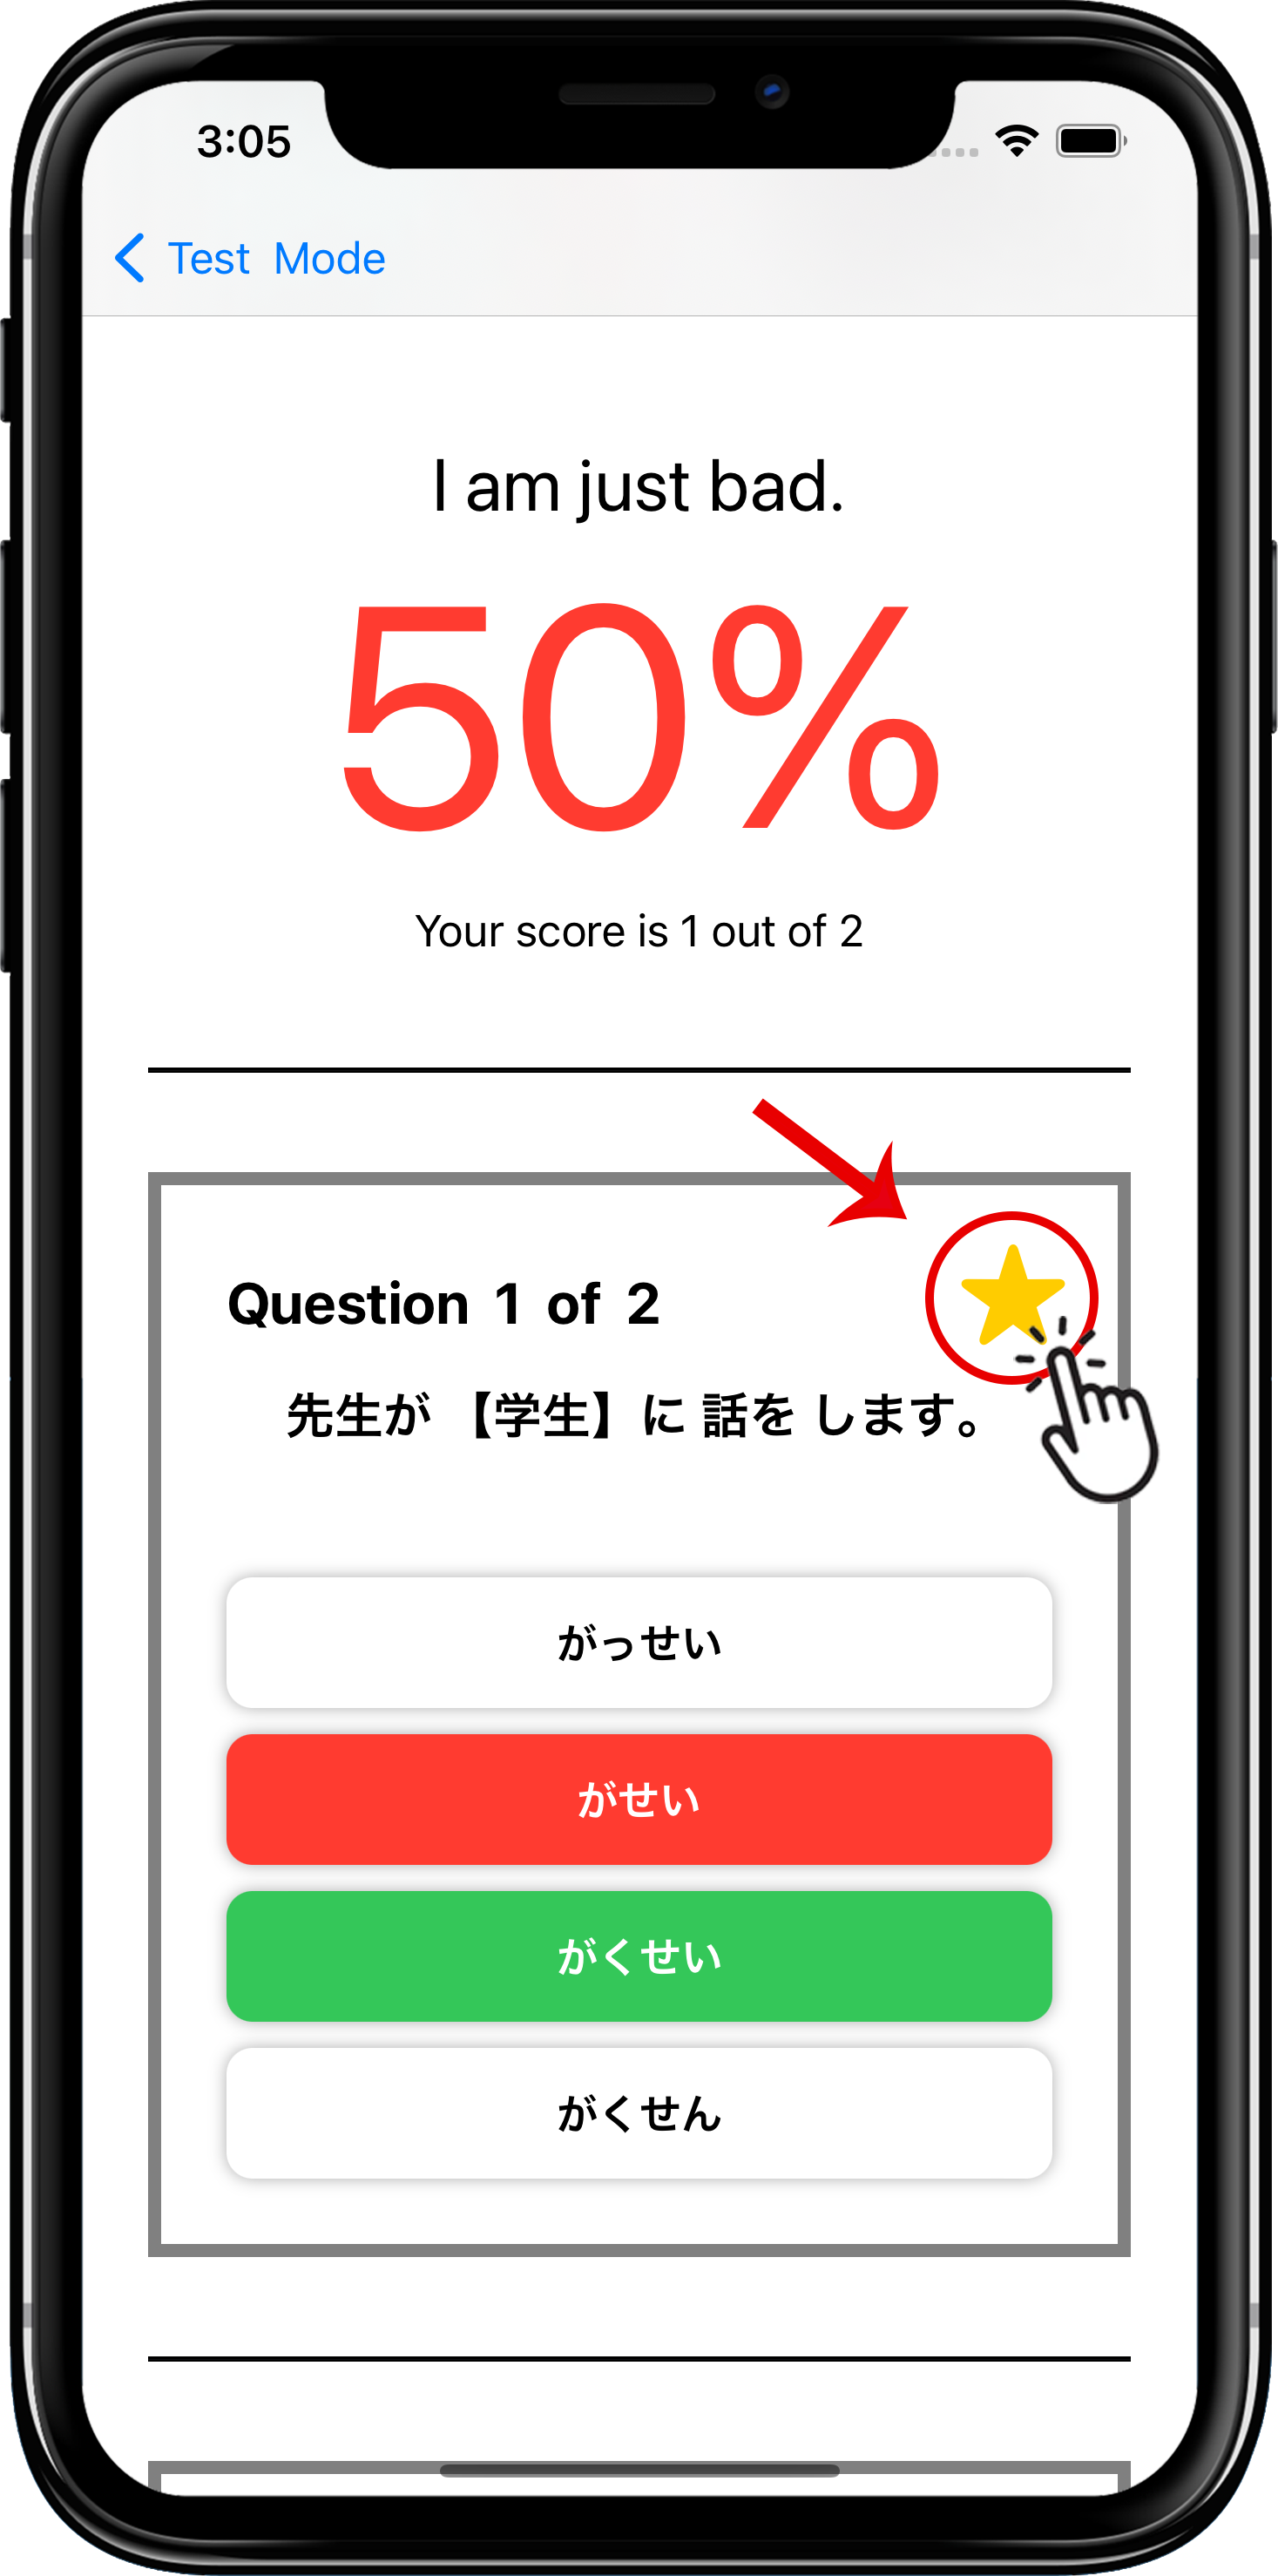 3:05
Test Mode
I am just bad.
50%
Your score is 1 out of 2
Question 1 of 2
先生が 【学生】に 話を します。
がっせい
がせい
がくせい
がくせん